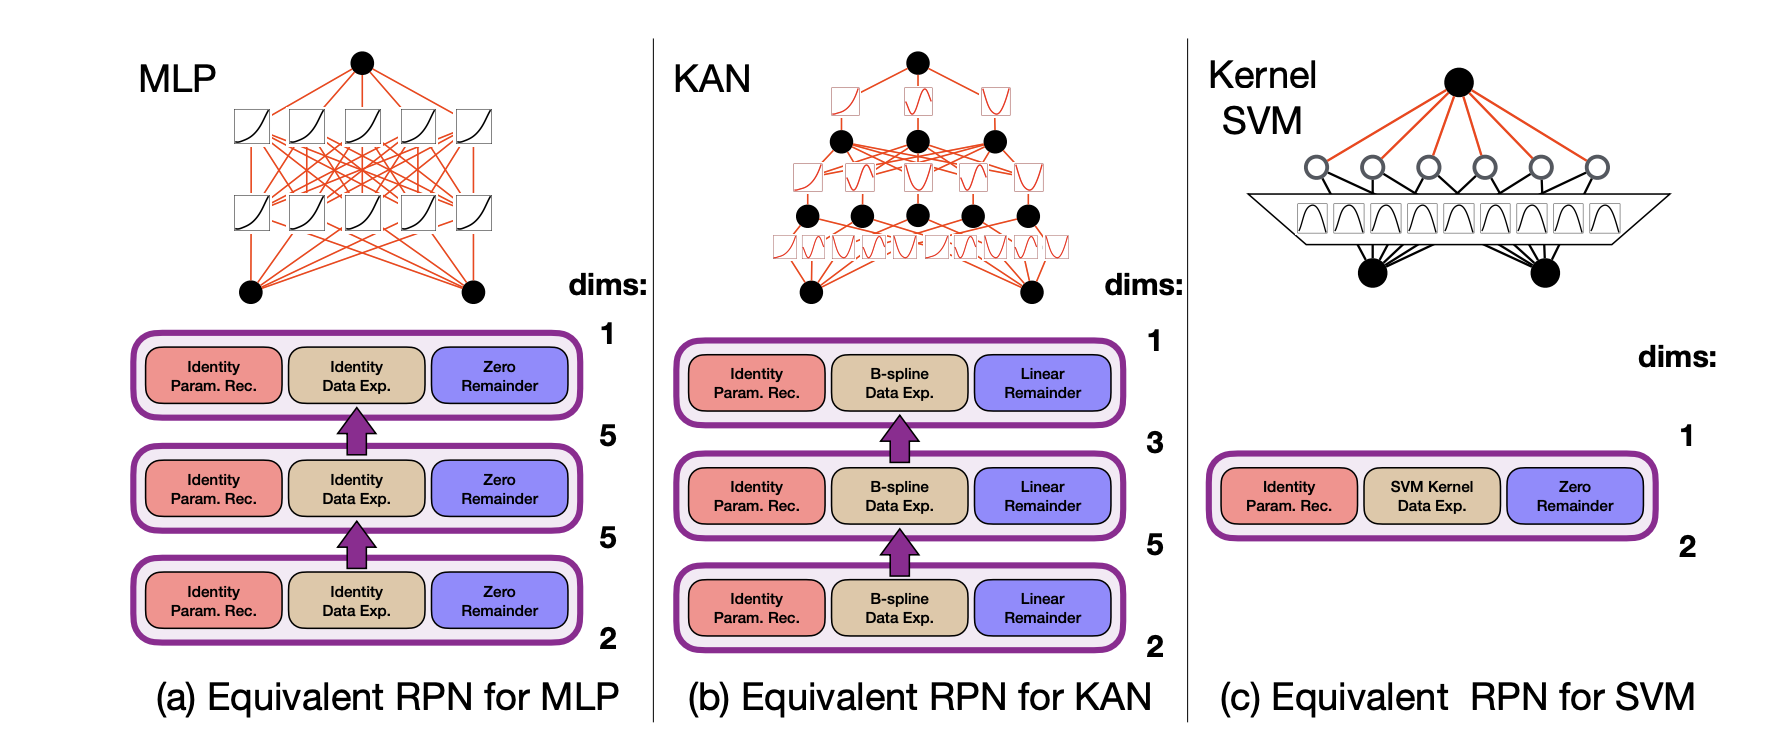 MLP
dims:
1
Identity
Param. Rec.
Identity
Data Exp.
Zero
Remainder
5
Identity
Param. Rec.
Identity
Data Exp.
Zero
Remainder
5
Identity
Param. Rec.
Identity
Data Exp.
Zero
Remainder
2
(a) Equivalent RPN for MLP
KAN
dims:
1
Identity
Param. Rec.
B-spline
Data Exp.
Linear
Remainder
3
Identity
Param. Rec.
B-spline
Data Exp.
Linear
Remainder
5
Identity
Param. Rec.
B-spline
Data Exp.
Linear
Remainder
2
(b) Equivalent RPN for KAN
Kernel
SVM
dims:
1
Identity
Param. Rec.
SVM Kernel
Data Exp.
Zero
Remainder
2
(c) Equivalent RPN for SVM